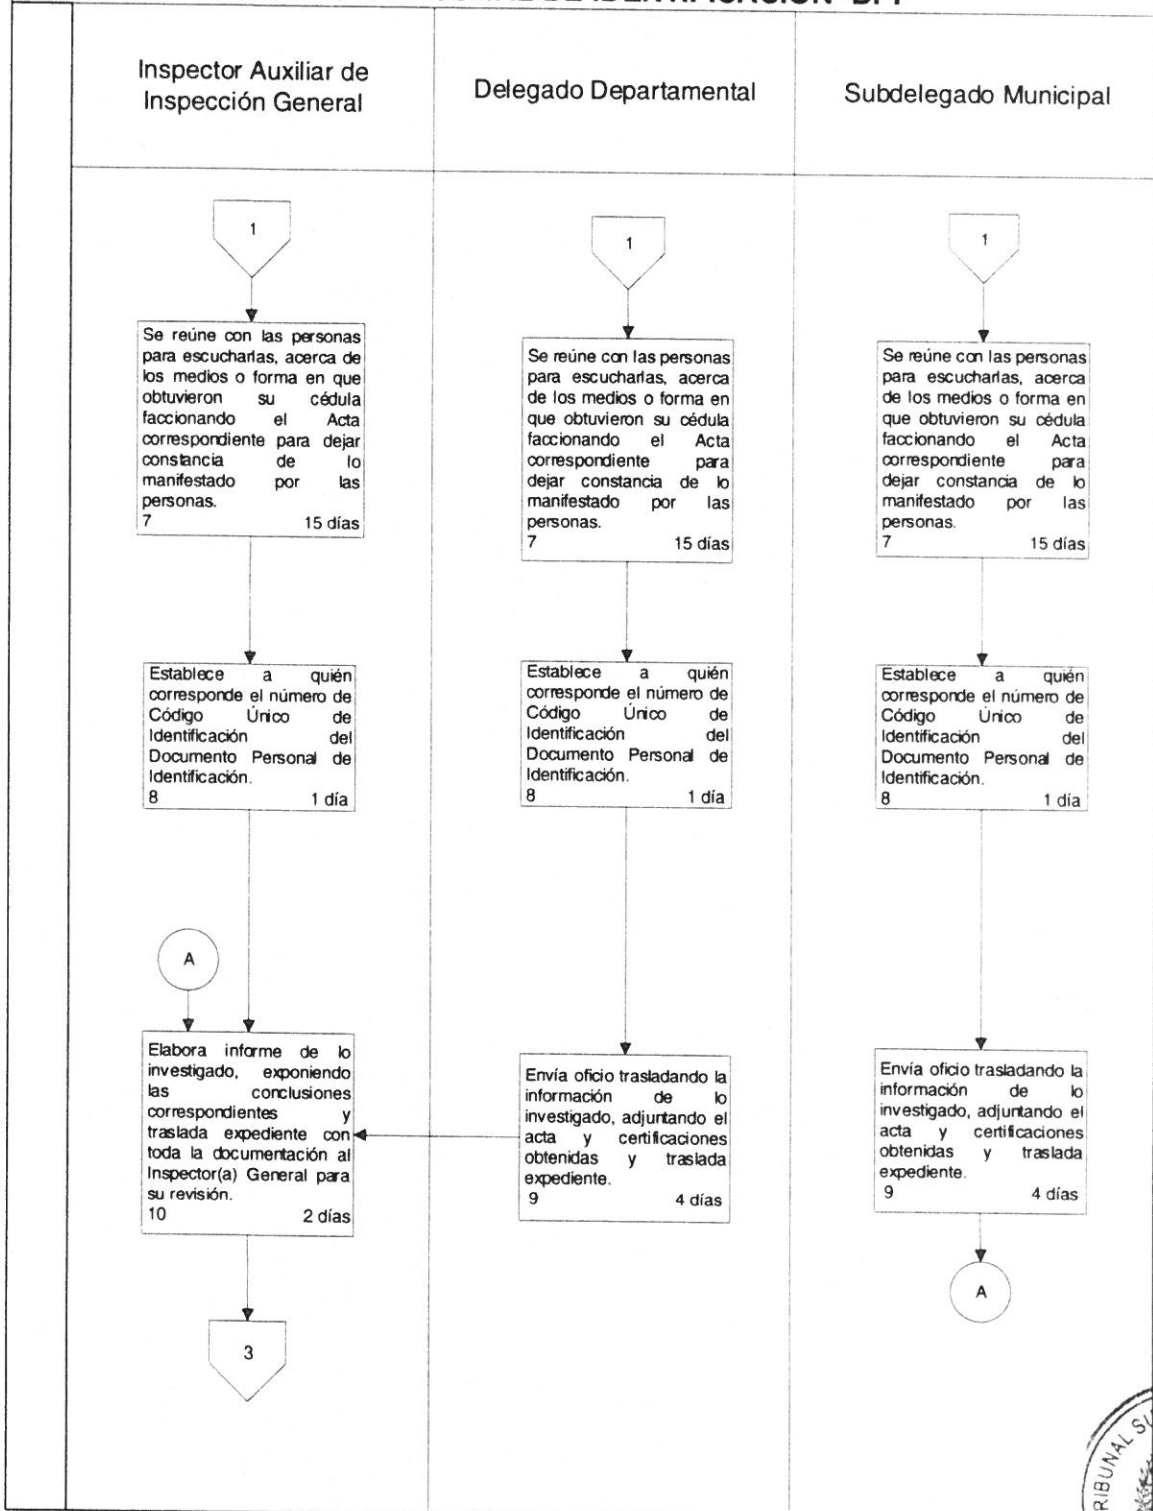 Inspector Auxiliar de
Inspección General
Delegado Departamental
Subdelegado Municipal
1
Se reúne con las personas
para escucharlas, acerca de
los medios o forma en que
obtuvieron su cédula
faccionando el Acta
correspondiente para dejar
constancia de lo
manifestado por las
personas.
7 15 días
Establece a quién
corresponde el número de
Código Único de
Identificación del
Documento Personal de
Identificación.
8 1 día
A
Elabora informe de lo
investigado, exponiendo
las conclusiones
correspondientes y
traslada expediente con
toda la documentación al
Inspector(a) General para
su revisión.
10 2 días
3
1
Se reúne con las personas
para escucharlas, acerca
de los medios o forma en
que obtuvieron su cédula
faccionando el Acta
correspondiente para
dejar constancia de lo
manifestado por las
personas.
7 15 días
Establece a quién
corresponde el número de
Código Único de
Identificación del
Documento Personal de
Identificación.
8 1 día
Envía oficio trasladando la
información de lo
investigado, adjuntando el
acta y certificaciones
obtenidas y traslada
expediente.
9 4 días
1
Se reúne con las personas
para escucharlas, acerca
de los medios o forma en
que obtuvieron su cédula
faccionando el Acta
correspondiente para
dejar constancia de lo
manifestado por las
personas.
7 15 días
Establece a quién
corresponde el número de
Código Único de
Identificación del
Documento Personal de
Identificación.
8 1 día
Envía oficio trasladando la
información de lo
investigado, adjuntando el
acta y certificaciones
obtenidas y traslada
expediente.
9 4 días
A